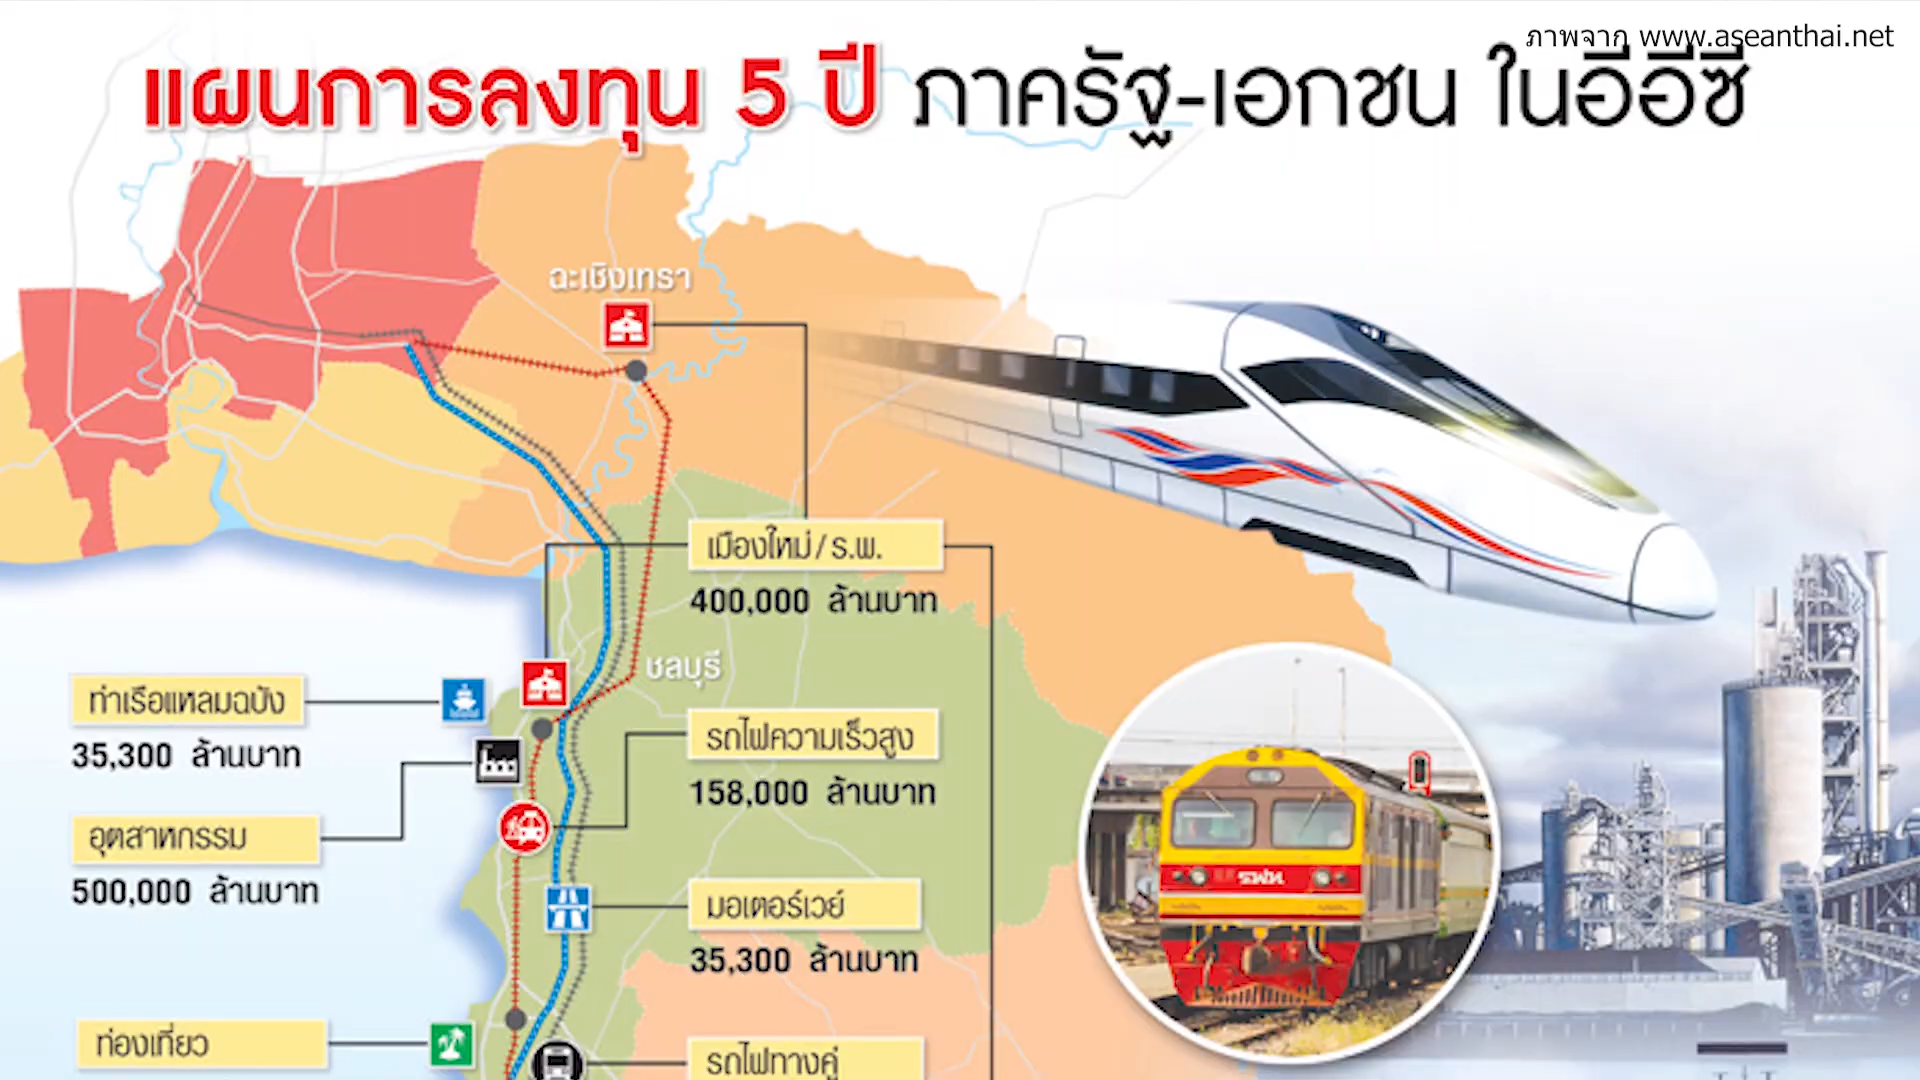 ภาพจาก www.aseanthai.net
แผนการลงทุน 5 ปี ภาครัฐ-เอกชน ในอีอีซี
ฉะเชิงเทรา
เมืองใหม่/ร.พ.
400,000 ล้านบาท
ชลบุรี
ท่าเรือแหลมฉบัง
35,300 ล้านบาท
รถไฟความเร็วสูง
158,000 ล้านบาท
อุตสาหกรรม
500,000 ล้านบาท
มอเตอร์เวย์
35,300 ล้านบาท
รฟท
ท่องเที่ยว
รถไฟทางคู่